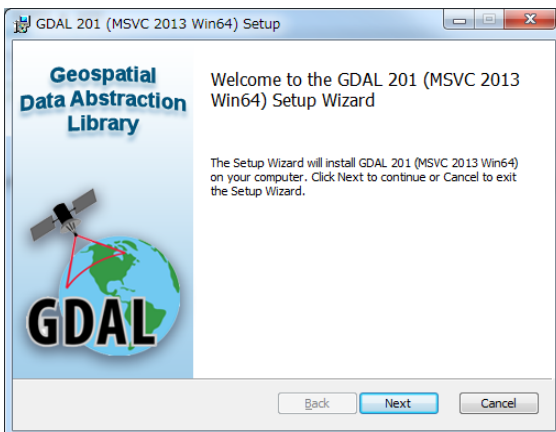 GDAL 201 (MSVC 2013 Win64) Setup
Geospatial
Data Abstraction
Library
Welcome to the GDAL 201 (MSVC 2013
Win64) Setup Wizard
The Setup Wizard will install GDAL 201 (MSVC 2013 Win64)
on your computer. Click Next to continue or Cancel to exit
the Setup Wizard.
GDAL
Back Next Cancel